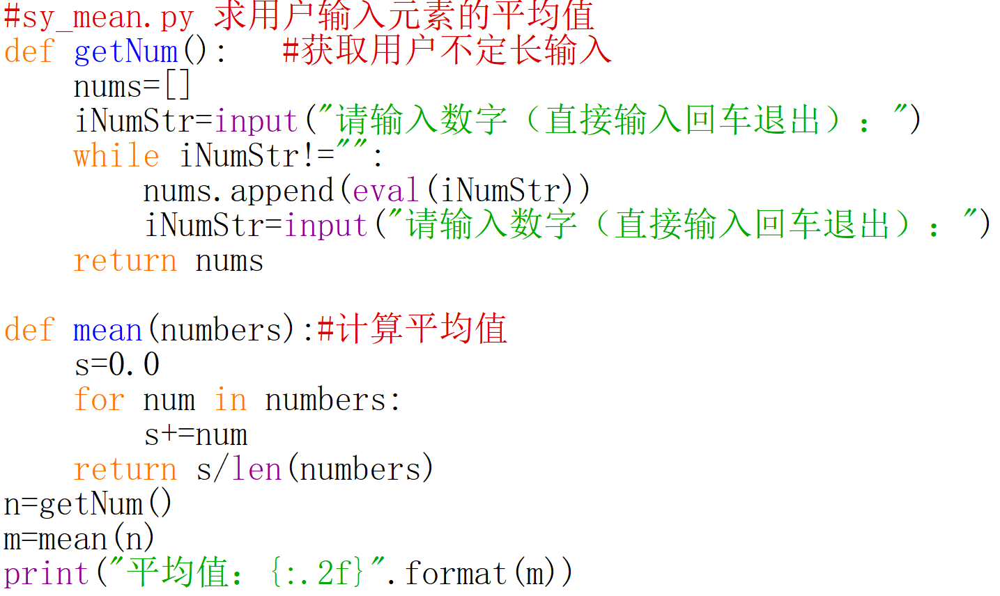 #sy_mean.py 求用户输入元素的平均值
def getNum():   #获取用户不定长输入
    nums=[]
    iNumStr=input("请输入数字（直接输入回车退出）：")
    while iNumStr!="":
        nums.append(eval(iNumStr))
        iNumStr=input("请输入数字（直接输入回车退出）：")
    return nums

def mean(numbers):#计算平均值
    s=0.0
    for num in numbers:
        s+=num
    return s/len(numbers)
n=getNum()
m=mean(n)
print("平均值：{:.2f}".format(m))